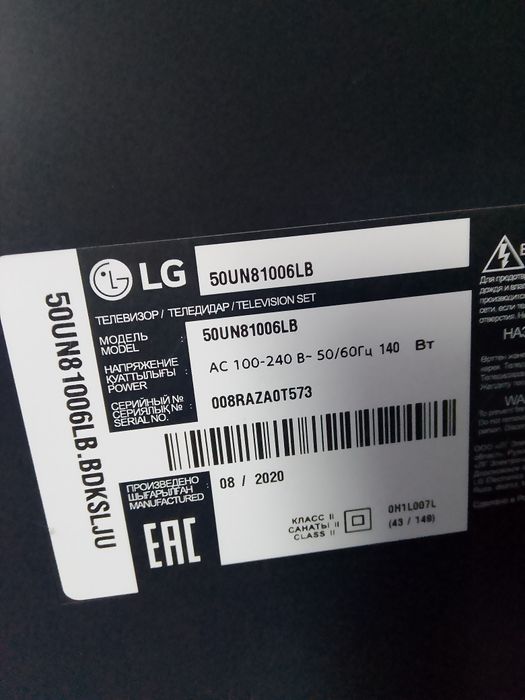 LG
50UN81006LB
ТЕЛЕВИЗОР / ТЕЛЕДИДАР / TELEVISION SET
МОДЕЛЬ
MODEL : 50UN81006LB
НАПРЯЖЕНИЕ
ҚУАТТЫЛЫҒЫ : AC 100-240 В~ 50/60Гц 140 Вт
POWER
СЕРИЙНЫЙ №
СЕРИЯЛЫҚ № : 008RAZA0T573
SERIAL NO.
ПРОИЗВЕДЕНО
ШЫҒАРЫЛҒАН : 08 / 2020
MANUFACTURED
EAC
КЛАСС II
САНАТЫ II
CLASS II
0H1L007L
(43 / 149)
50UN81006LB.BDKSLJU